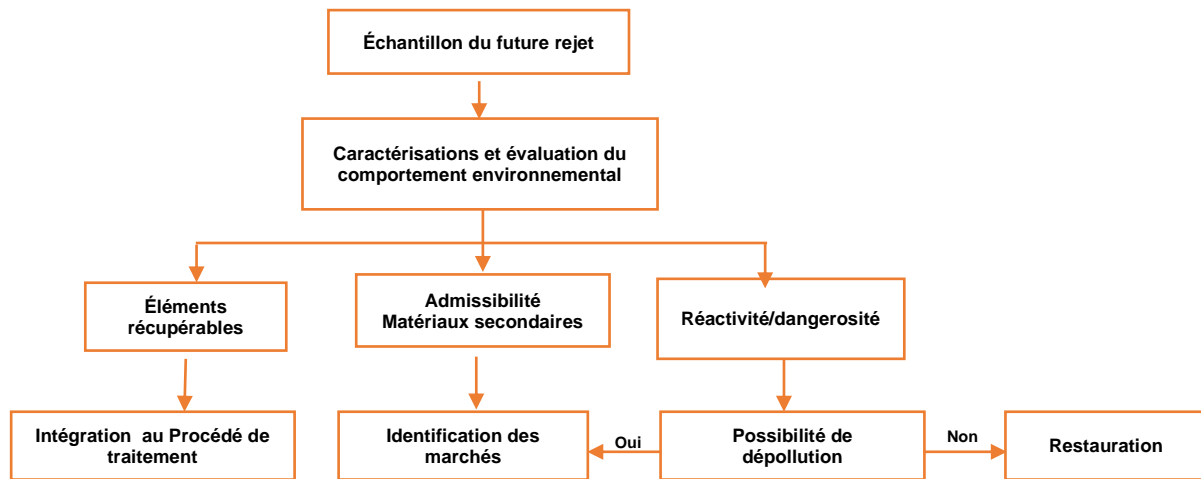 Échantillon du future rejet
Caractérisations et évaluation du
comportement environnemental
Éléments
récupérables
Admissibilité
Matériaux secondaires
Réactivité/dangerosité
Intégration au Procédé de
traitement
Identification des
marchés
Oui
Possibilité de
dépollution
Non
Restauration